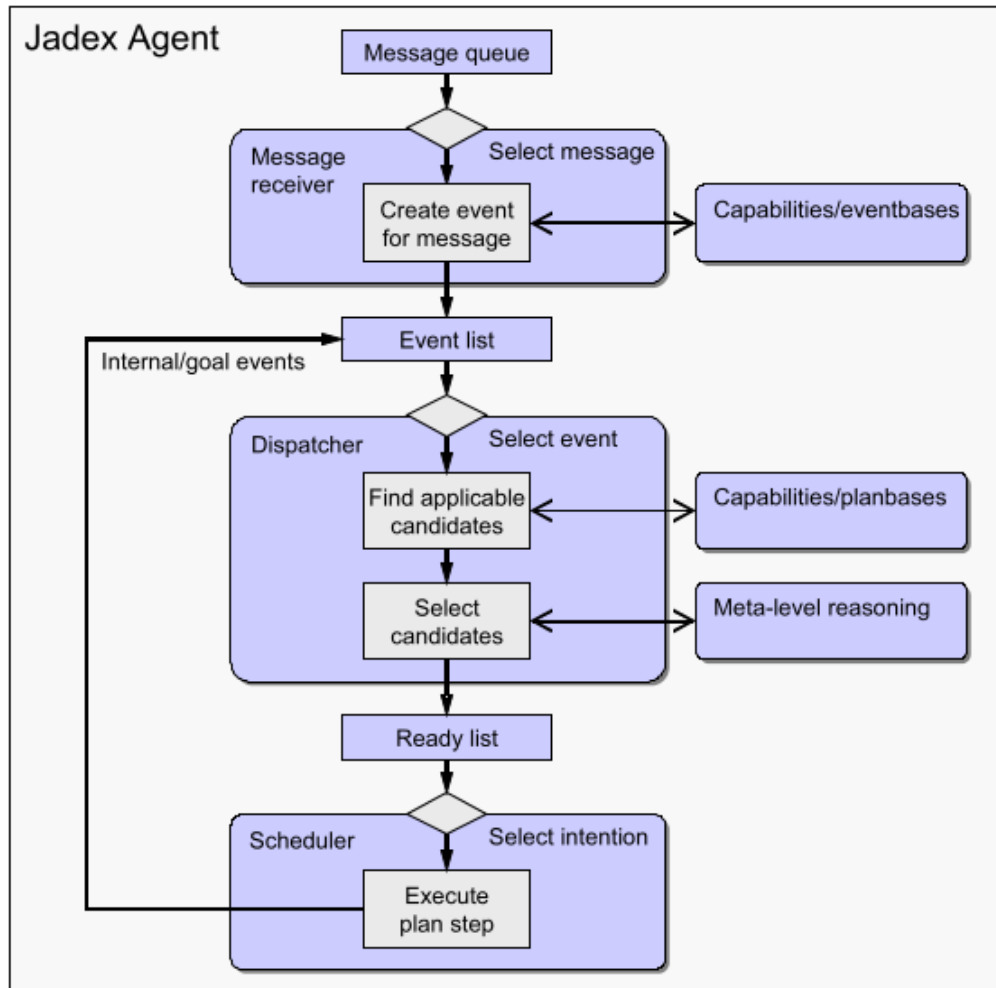 Jadex Agent
Message queue
Select message
Message
receiver
Create event
for message
Capabilities/eventbases
Event list
Internal/goal events
Select event
Dispatcher
Find applicable
candidates
Capabilities/planbases
Select
candidates
Meta-level reasoning
Ready list
Select intention
Scheduler
Execute
plan step